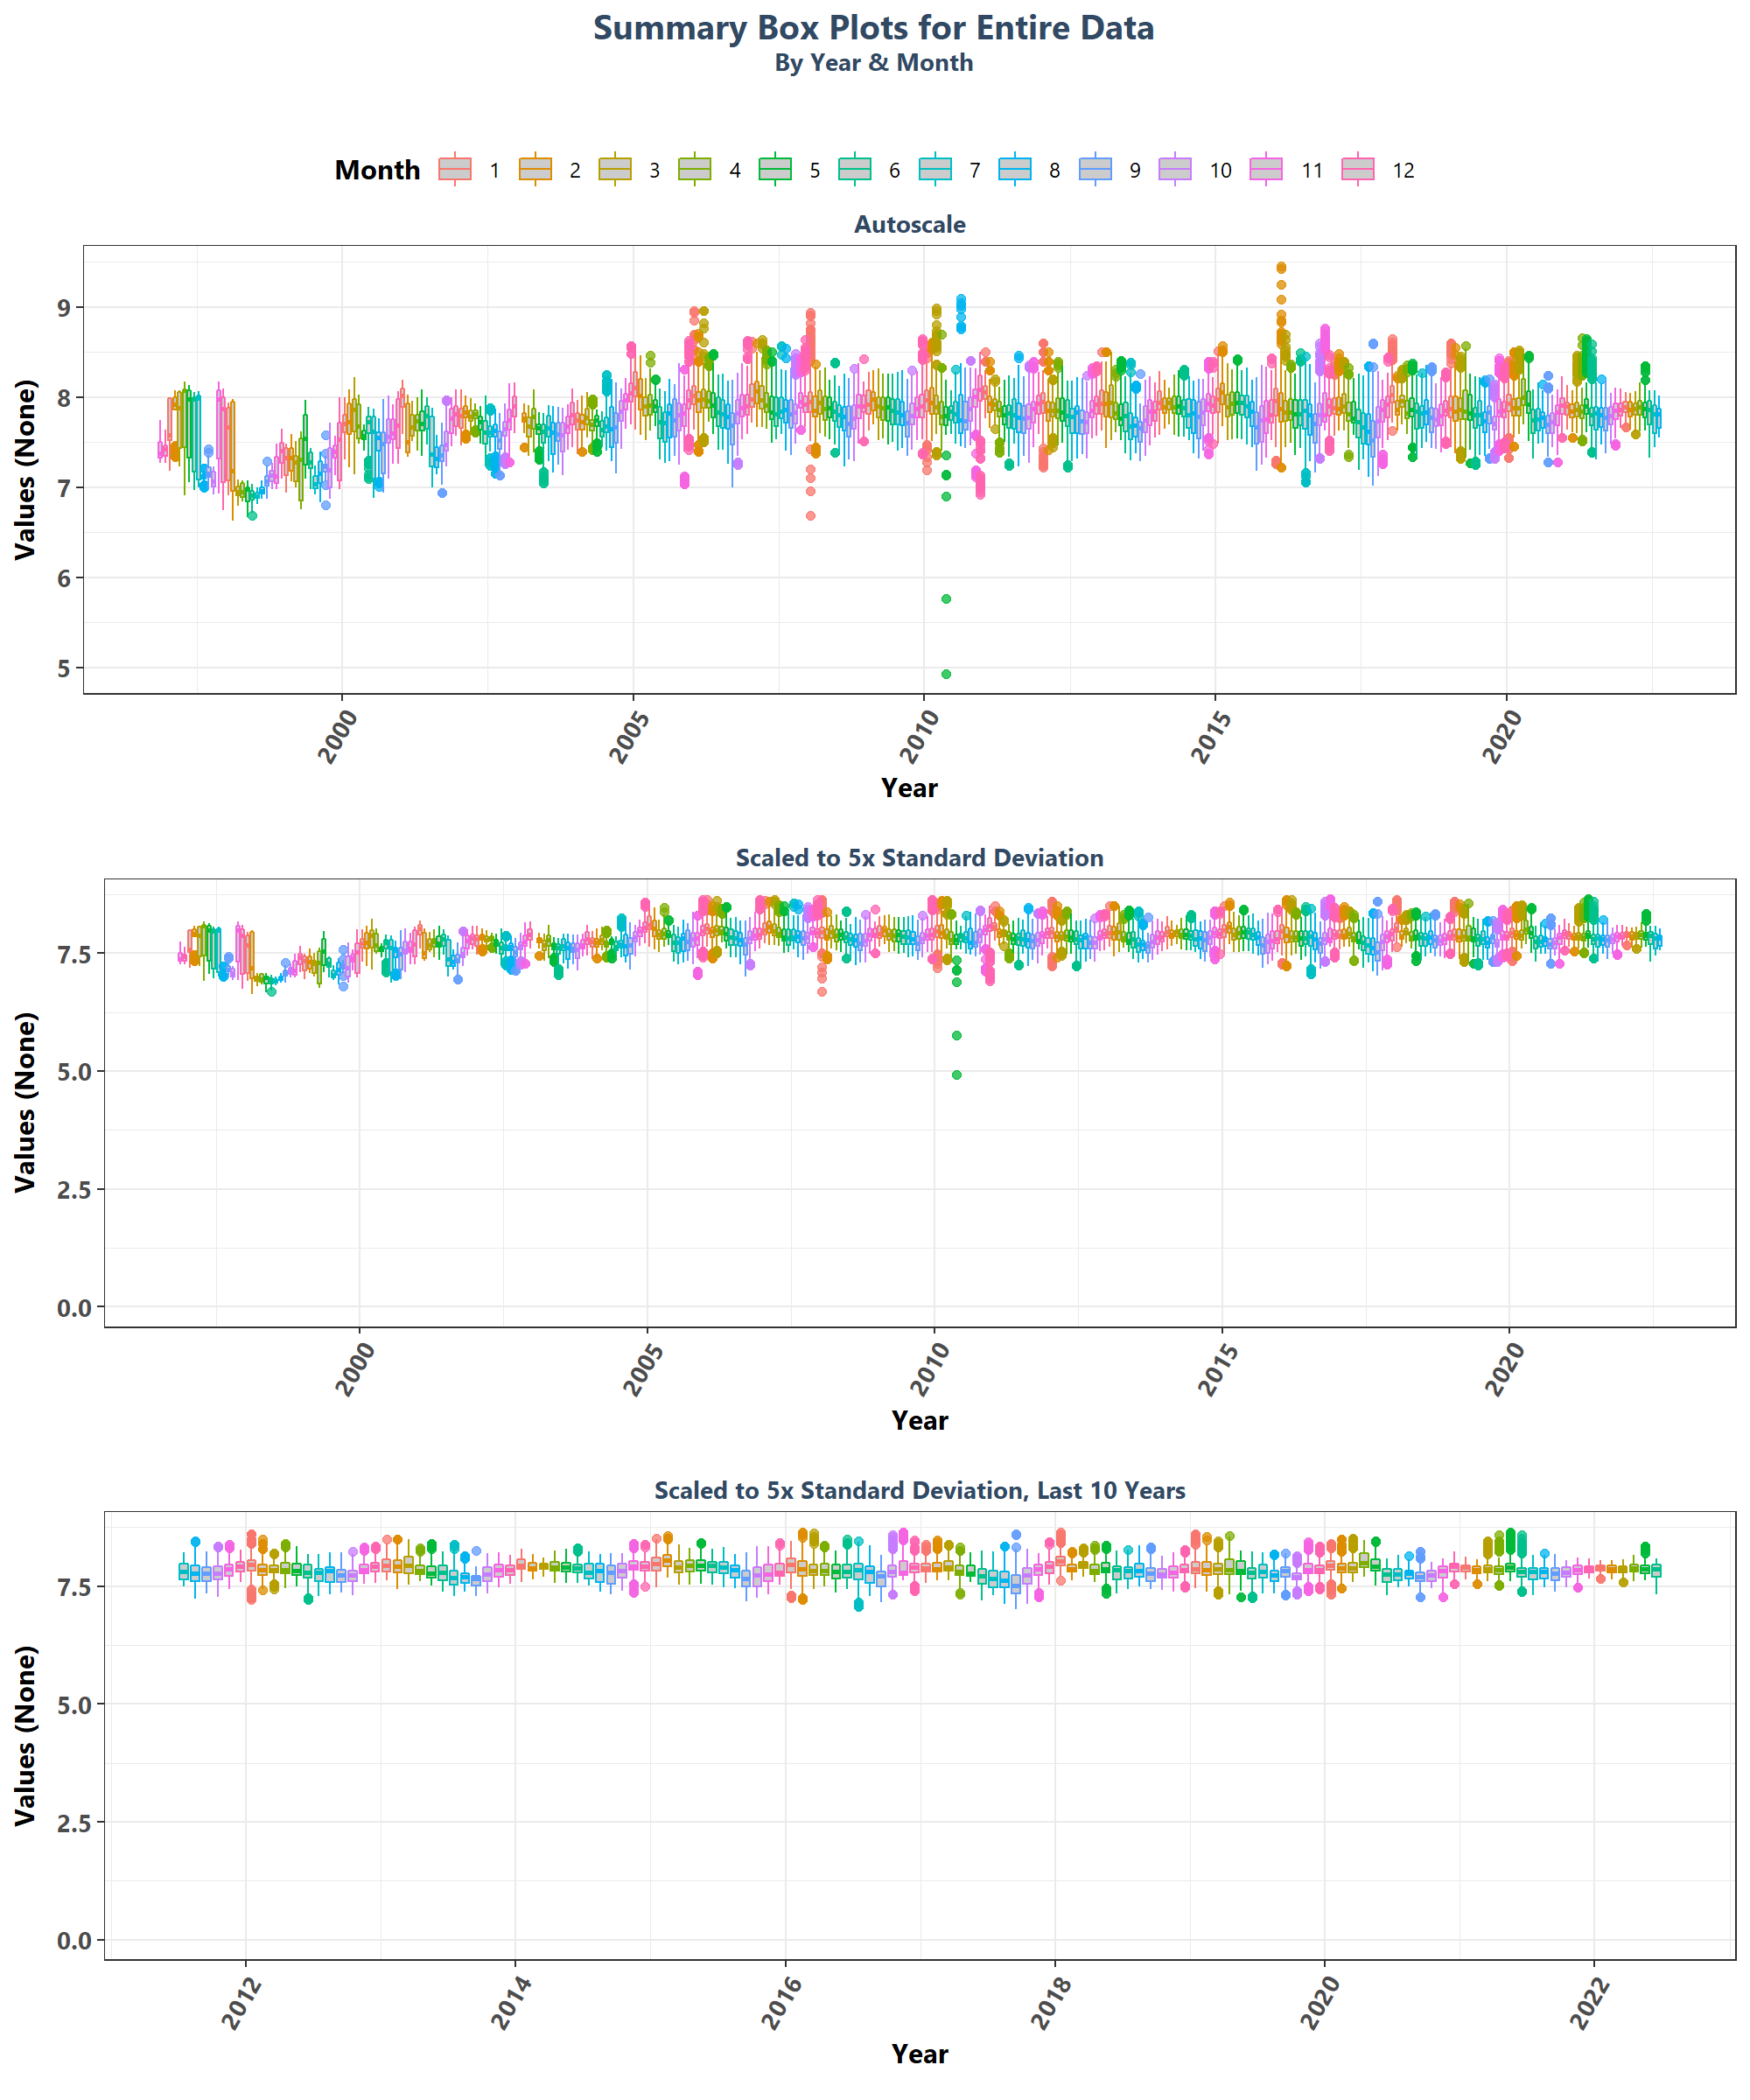 Summary Box Plots for Entire Data
By Year & Month
Month 1 2 3 4 5 6 7 8 9 10 11 12
Autoscale
Values (None)
9
8
7
6
5
2000 2005 2010 2015 2020
Year
Scaled to 5x Standard Deviation
Values (None)
7.5
5.0
2.5
0.0
2000 2005 2010 2015 2020
Year
Scaled to 5x Standard Deviation, Last 10 Years
Values (None)
7.5
5.0
2.5
0.0
2012 2014 2016 2018 2020 2022
Year